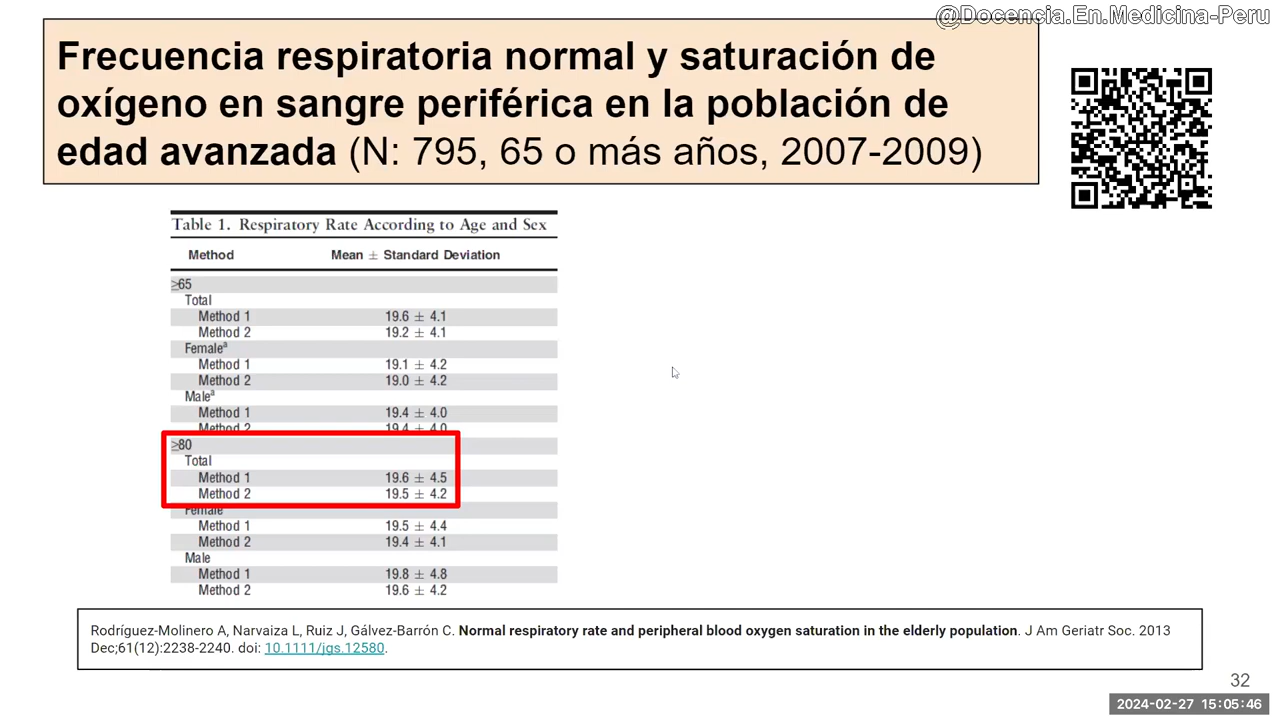 @Docencia.En.Medicina-Peru
Frecuencia respiratoria normal y saturación de
oxígeno en sangre periférica en la población de
edad avanzada (N: 795, 65 o más años, 2007-2009)
Table 1. Respiratory Rate According to Age and Sex
Method Mean ± Standard Deviation
≥65
Total
Method 1 19.6 ± 4.1
Method 2 19.2 ± 4.1
Femaleª
Method 1 19.1 ± 4.2
Method 2 19.0 ± 4.2
Maleª
Method 1 19.4 ± 4.0
Method 2 19.4 ± 4.0
≥80
Total
Method 1 19.6 ± 4.5
Method 2 19.5 ± 4.2
Female
Method 1 19.5 ± 4.4
Method 2 19.4 ± 4.1
Male
Method 1 19.8 ± 4.8
Method 2 19.6 ± 4.2
Rodríguez-Molinero A, Narvaiza L, Ruiz J, Gálvez-Barrón C. Normal respiratory rate and peripheral blood oxygen saturation in the elderly population. J Am Geriatr Soc. 2013
Dec;61(12):2238-2240. doi: 10.1111/jgs.12580.
32
2024-02-27 15:05:46